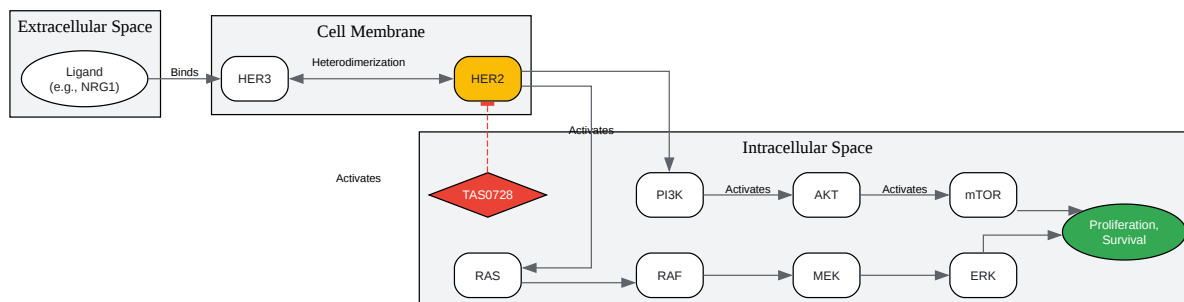 Extracellular Space
Cell Membrane
Ligand
(e.g., NRG1)
Binds
HER3
Heterodimerization
HER2
Activates
Intracellular Space
Activates
TAS0728
PI3K
Activates
AKT
Activates
mTOR
Proliferation,
Survival
RAS
RAF
MEK
ERK